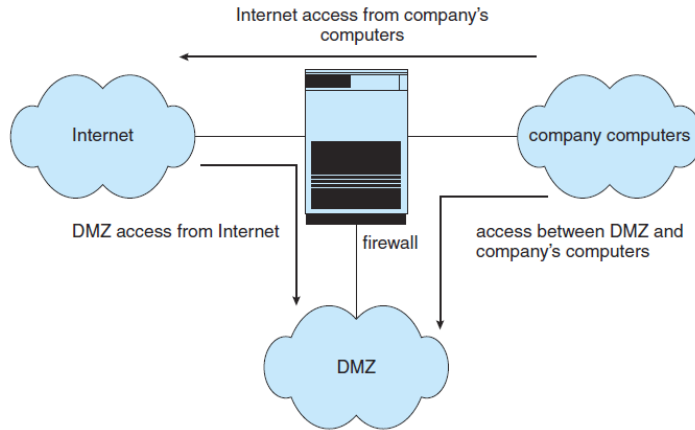 Internet access from company's
computers
Internet
company computers
DMZ access from Internet
firewall
access between DMZ and
company's computers
DMZ